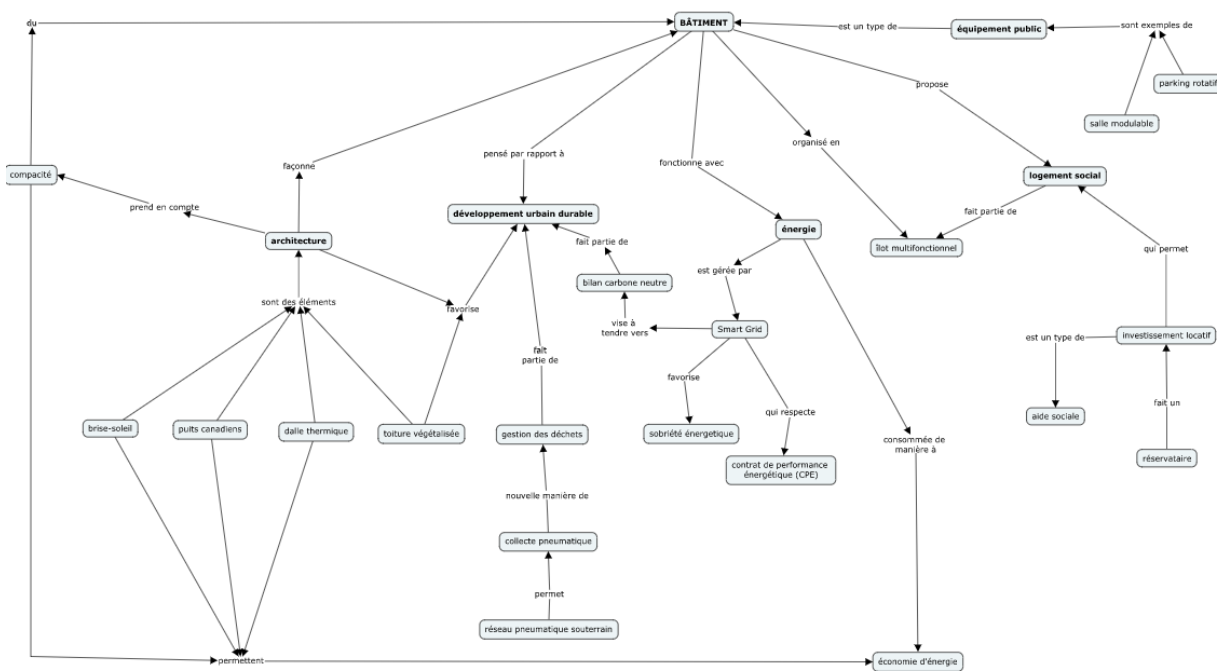 du
BÂTIMENT
est un type de
équipement public
sont exemples de
parking rotatif
propose
salle modulable
organisé en
façonne
pensé par rapport à
fonctionne avec
compacité
logement social
prend en compte
développement urbain durable
fait partie de
énergie
architecture
fait partie de
îlot multifonctionnel
qui permet
est gérée par
bilan carbone neutre
sont des éléments
favorise
vise à
tendre vers
Smart Grid
est un type de
investissement locatif
fait
partie de
favorise
fait un
qui respecte
aide sociale
brise-soleil
puits canadiens
dalle thermique
toiture végétalisée
gestion des déchets
sobriété énergetique
consommée de
manière à
réservataire
contrat de performance
énergétique (CPE)
nouvelle manière de
collecte pneumatique
permet
réseau pneumatique souterrain
permettent
économie d'énergie